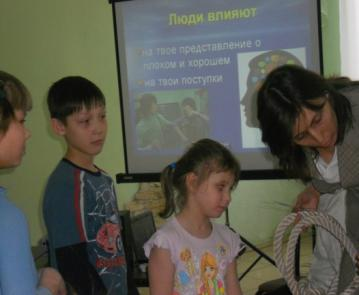 Люди влияют
на твое представление о
плохом и хорошем
на твои поступки